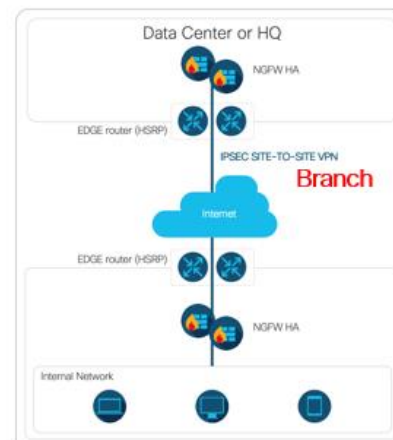 Data Center or HQ
NGFW HA
EDGE router (HSRP)
IPSEC SITE-TO-SITE VPN
Branch
Internet
EDGE router (HSRP)
NGFW HA
Internal Network